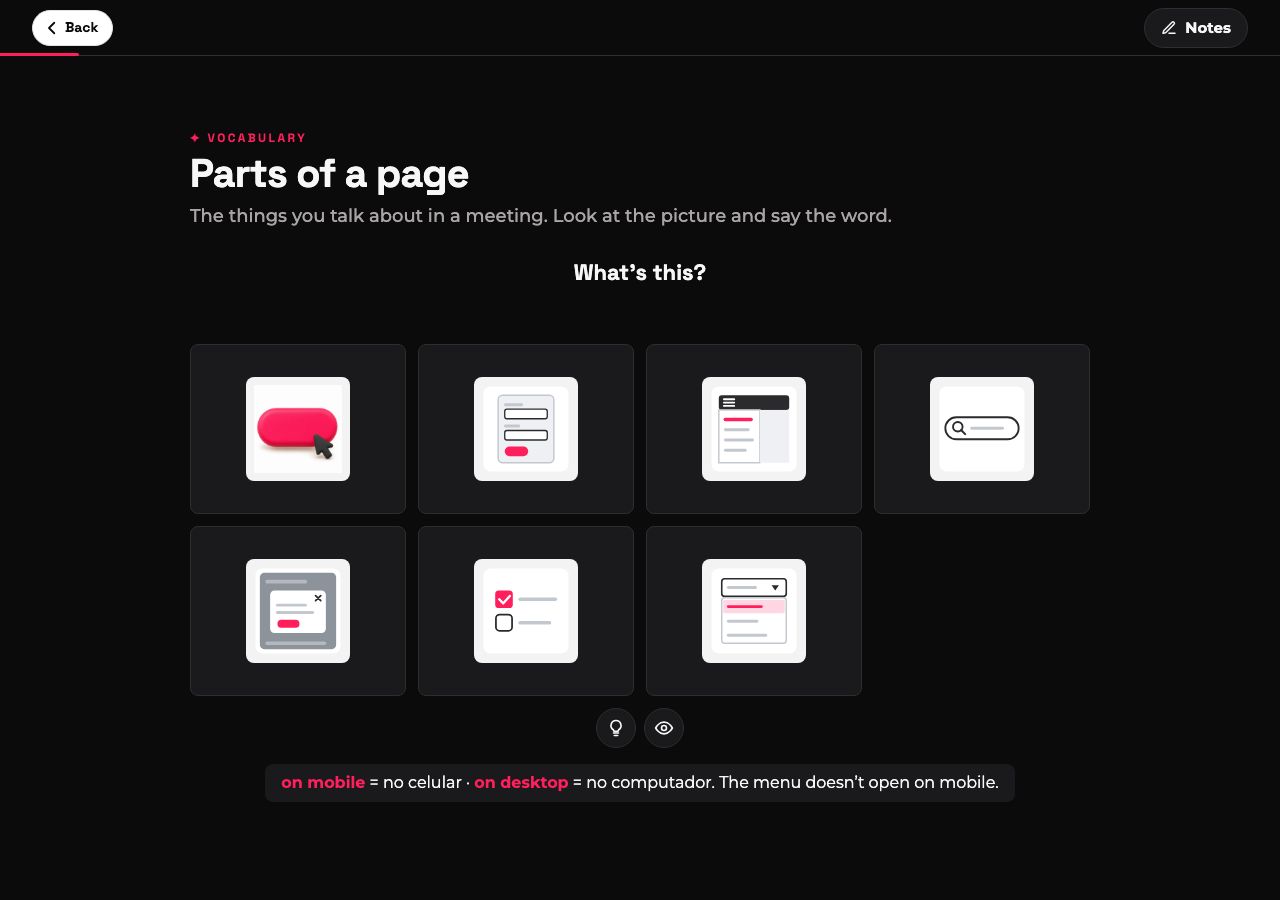 Back
Notes
VOCABULARY
Parts of a page
The things you talk about in a meeting. Look at the picture and say the word.
What's this?
on mobile = no celular · on desktop = no computador. The menu doesn't open on mobile.